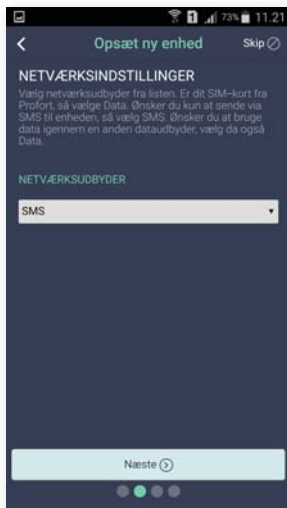 73% 11.21
Opsæt ny enhed Skip
NETVÆRKSINDSTILLINGER
Vælg netværksudbyder fra listen. Er dit SIM-kort fra
Profort, så vælge Data. Ønsker du kun at sende via
SMS til enheden, så vælg SMS. Ønsker du at bruge
data igennem en anden dataudbyder, vælg da også
Data.
NETVÆRKSUDBYDER
SMS
Næste